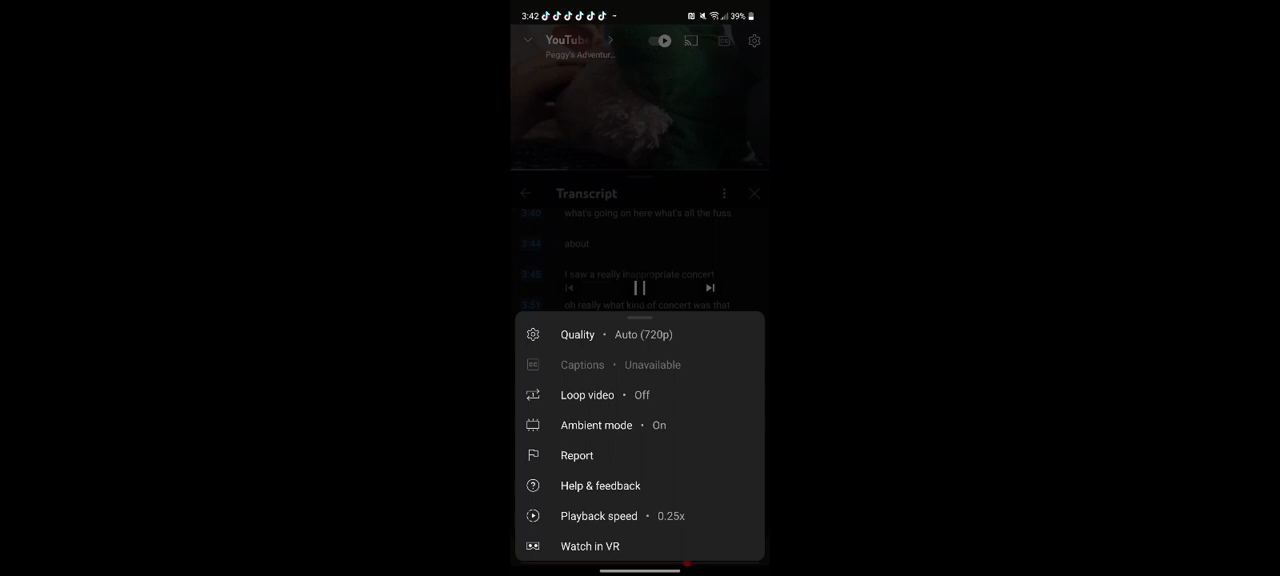 3:42
39%
YouTube
Peggy's Adventur...
Transcript
3:40 what's going on here what's all the fuss
3:44 about
3:45 I saw a really inappropriate concert
3:51 oh really what kind of concert was that
Quality • Auto (720p)
Captions • Unavailable
Loop video • Off
Ambient mode • On
Report
Help & feedback
Playback speed • 0.25x
Watch in VR